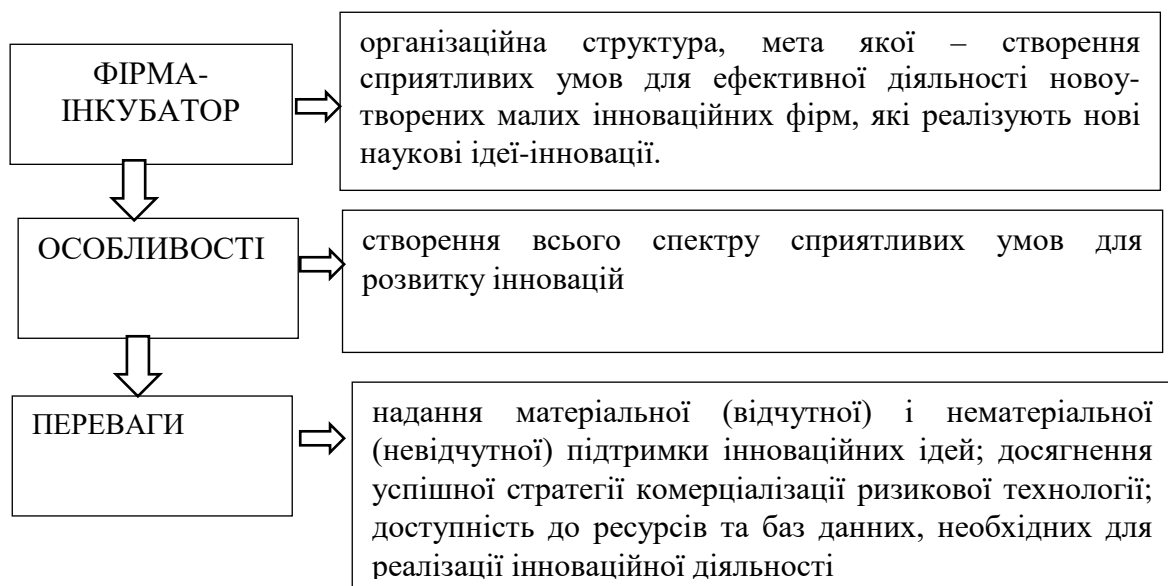 ФІРМА-
ІНКУБАТОР
організаційна структура, мета якої – створення
сприятливих умов для ефективної діяльності новоу-
творених малих інноваційних фірм, які реалізують нові
наукові ідеї-інновації.
ОСОБЛИВОСТІ
створення всього спектру сприятливих умов для
розвитку інновацій
ПЕРЕВАГИ
надання матеріальної (відчутної) і нематеріальної
(невідчутної) підтримки інноваційних ідей; досягнення
успішної стратегії комерціалізації ризикової технології;
доступність до ресурсів та баз данних, необхідних для
реалізації інноваційної діяльності